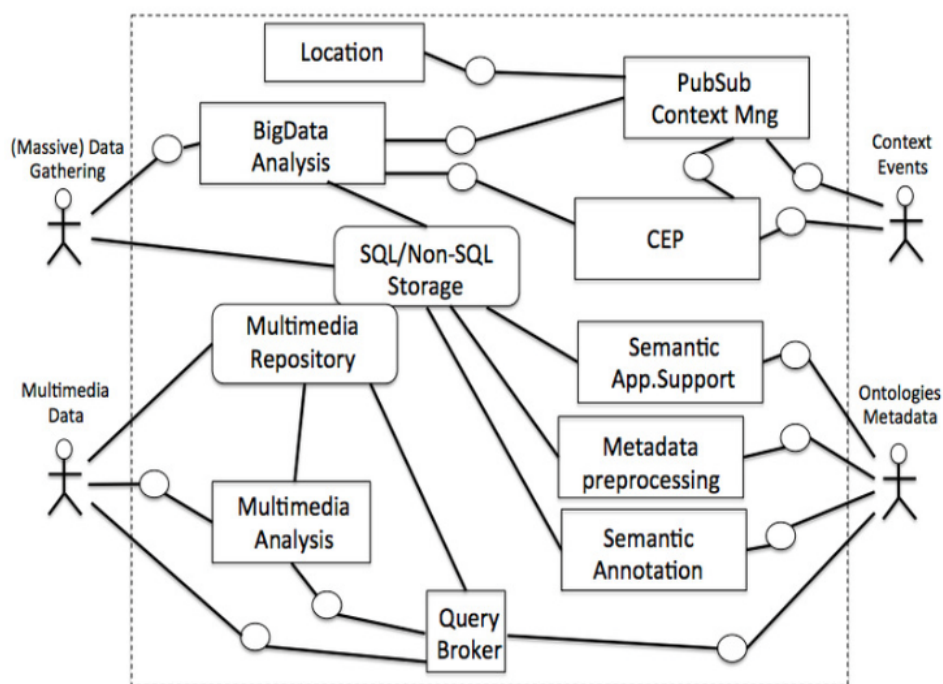 Location
PubSub
Context Mng
(Massive) Data
Gathering
BigData
Analysis
Context
Events
CEP
SQL/Non-SQL
Storage
Multimedia
Repository
Semantic
App.Support
Multimedia
Data
Ontologies
Metadata
Metadata
preprocessing
Multimedia
Analysis
Semantic
Annotation
Query
Broker